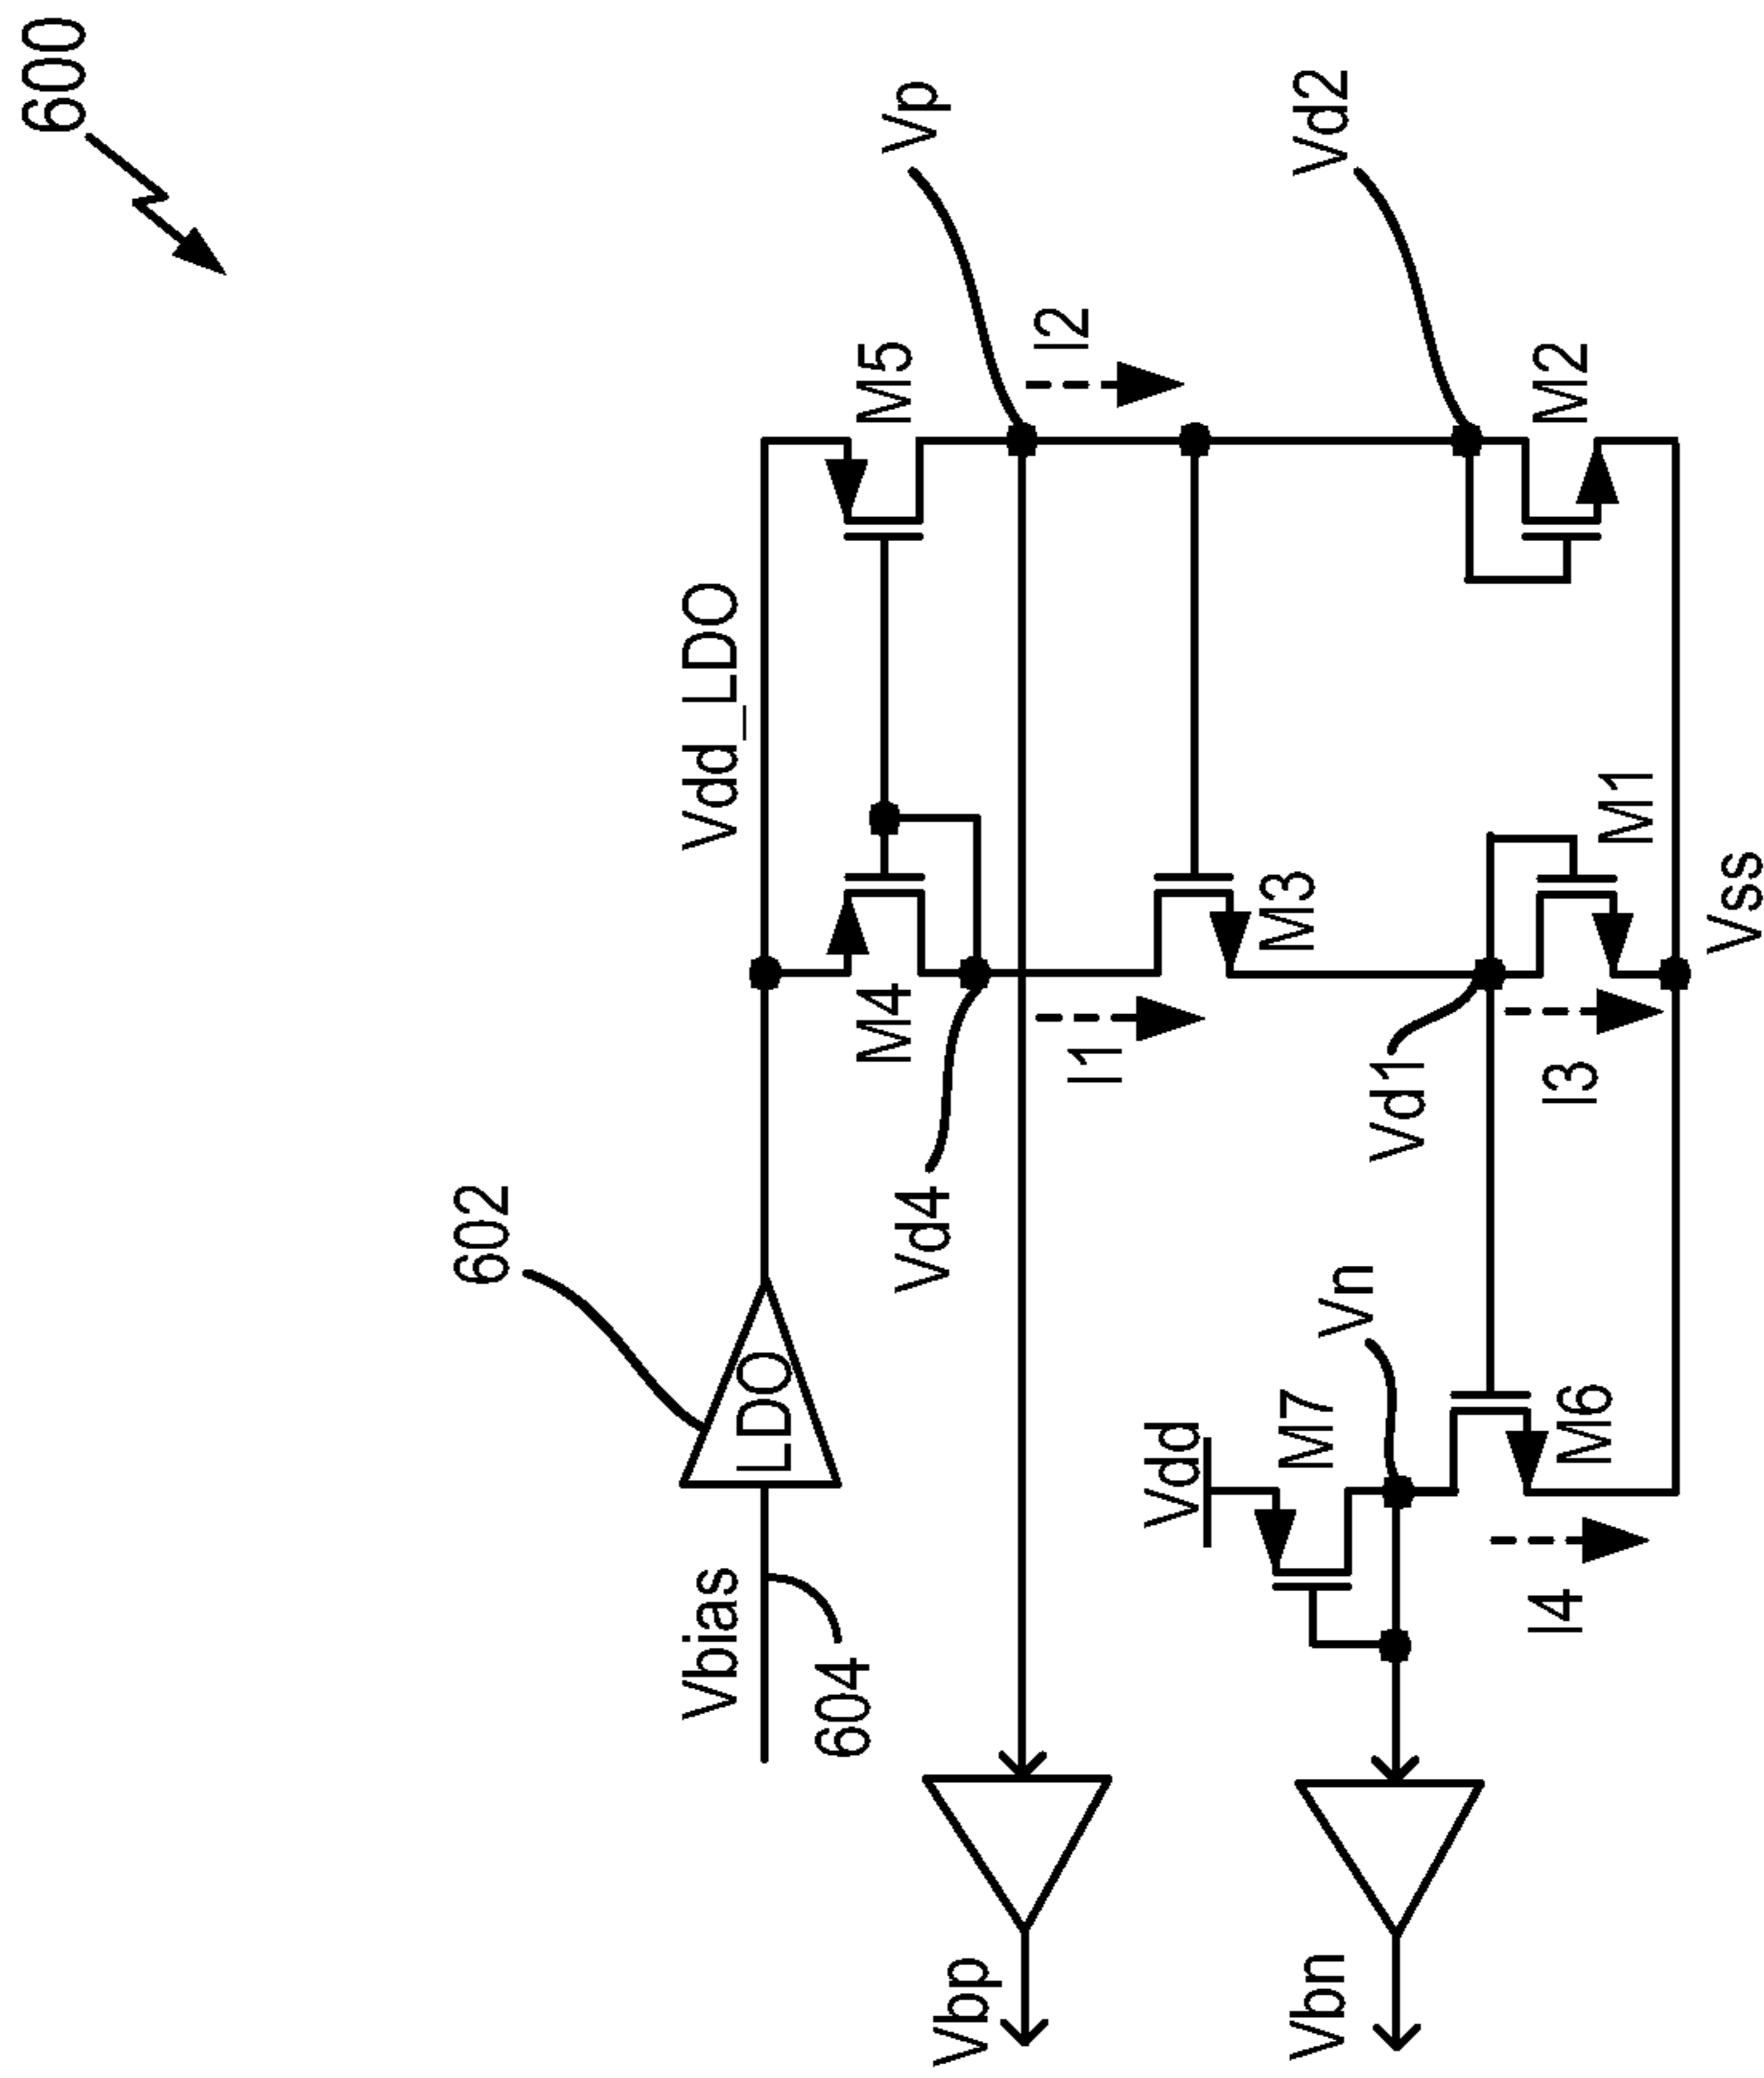 600
602
Vbias
604
LDO
Vdd_LDO
M4
M5
Vd4
Vp
I1
I2
Vbp
Vdd
M7
Vn
M3
Vd1
Vd2
Vbn
I4
M6
I3
M1
M2
Vss